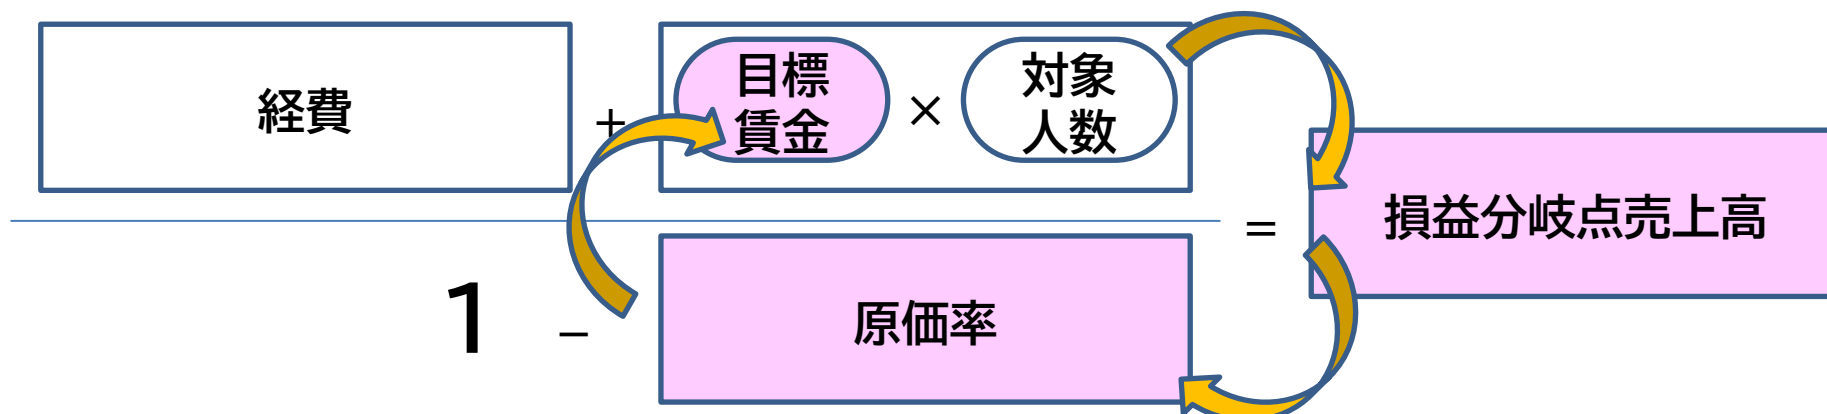 経費
+
目標
賃金
×
対象
人数
=
損益分岐点売上高
1
−
原価率